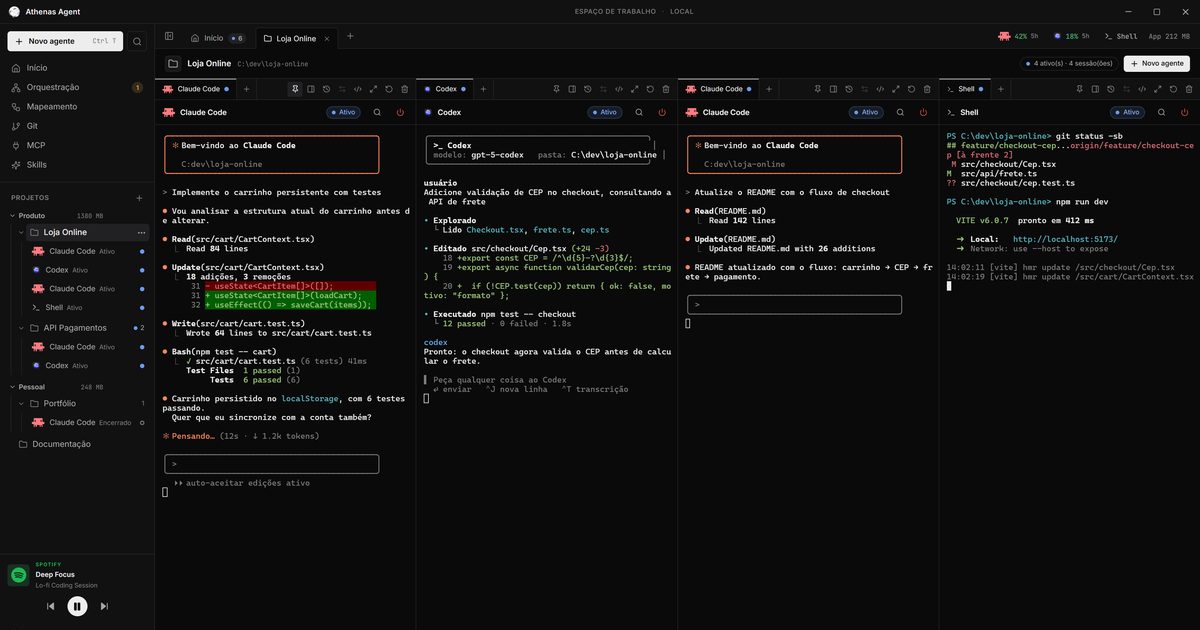 Athenas Agent
ESPAÇO DE TRABALHO · LOCAL
+ Novo agente Ctrl T
Início
Orquestração 1
Mapeamento
Git
MCP
Skills
PROJETOS +
Produto 1380 MB
Loja Online ...
Claude Code Ativo
Codex Ativo
Claude Code Ativo
Shell Ativo
API Pagamentos 2
Claude Code Ativo
Codex Ativo
Pessoal 248 MB
Portfólio 1
Claude Code Encerrado
Documentação
SPOTIFY
Deep Focus
Lo-fi Coding Session
Início 6
Loja Online ×
+
42% 5h
18% 5h
>_ Shell
App 212 MB
Loja Online C:\dev\loja-online
4 ativo(s) · 4 sessão(ões)
+ Novo agente
Claude Code +
Claude Code
Ativo
✻ Bem-vindo ao Claude Code
C:dev\loja-online
> Implemente o carrinho persistente com testes
● Vou analisar a estrutura atual do carrinho antes d
e alterar.
● Read(src/cart/CartContext.tsx)
└ Read 84 lines
● Update(src/cart/CartContext.tsx)
└ 18 adições, 3 remoções
31 - useState<CartItem[]>([]);
31 + useState<CartItem[]>(loadCart);
32 + useEffect(() => saveCart(items));
● Write(src/cart/cart.test.ts)
└ Wrote 64 lines to src/cart/cart.test.ts
● Bash(npm test -- cart)
└ √ src/cart/cart.test.ts (6 tests) 41ms
Test Files 1 passed (1)
Tests 6 passed (6)
● Carrinho persistido no localStorage, com 6 testes
passando.
Quer que eu sincronize com a conta também?
✻ Pensando… (12s · ↓ 1.2k tokens)
>
⏵⏵ auto-aceitar edições ativo
Codex +
Codex
Ativo
>_ Codex
modelo: gpt-5-codex pasta: C:\dev\loja-online
usuário
Adicione validação de CEP no checkout, consultando a
API de frete
• Explorado
└ Lido Checkout.tsx, frete.ts, cep.ts
• Editado src/checkout/Cep.tsx (+24 -3)
18 +export const CEP = /^\d{5}-?\d{3}$/;
19 +export async function validarCep(cep: string
) {
20 + if (!CEP.test(cep)) return { ok: false, mo
tivo: "formato" };
• Executado npm test -- checkout
└ 12 passed · 0 failed · 1.8s
codex
Pronto: o checkout agora valida o CEP antes de calcu
lar o frete.
Peça qualquer coisa ao Codex
⏎ enviar ^J nova linha ^T transcrição
Claude Code +
Claude Code
Ativo
✻ Bem-vindo ao Claude Code
C:dev\loja-online
> Atualize o README com o fluxo de checkout
● Read(README.md)
└ Read 142 lines
● Update(README.md)
└ Updated README.md with 26 additions
● README atualizado com o fluxo: carrinho → CEP → fr
ete → pagamento.
>
>_ Shell +
>_ Shell
Ativo
PS C:\dev\loja-online> git status -sb
## feature/checkout-cep...origin/feature/checkout-ce
p [à frente 2]
M src/checkout/Cep.tsx
M src/api/frete.ts
?? src/checkout/cep.test.ts
PS C:\dev\loja-online> npm run dev
VITE v6.0.7 pronto em 412 ms
➜ Local: http://localhost:5173/
➜ Network: use --host to expose
14:02:11 [vite] hmr update /src/checkout/Cep.tsx
14:02:19 [vite] hmr update /src/cart/CartContext.tsx